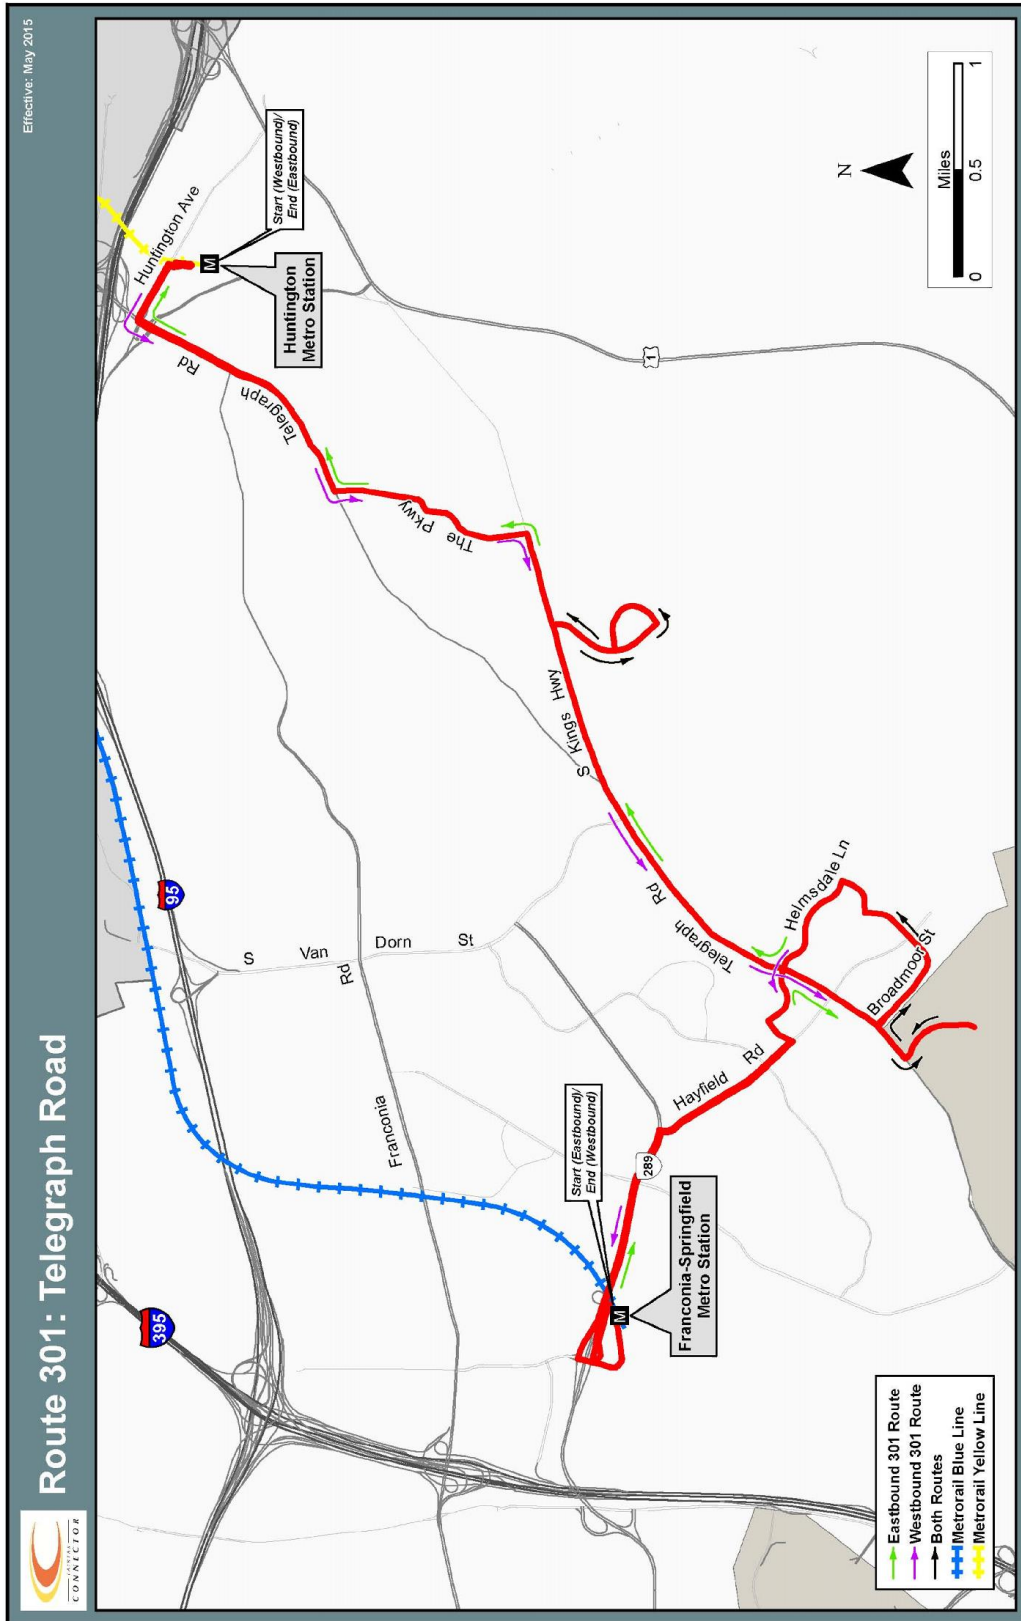 Route 301: Telegraph Road
Effective: May 2015
CONNECTOR
395
95
1
289
Huntington Ave
Telegraph
Rd
The Pkwy
S Kings Hwy
Telegraph
Rd
Helmsdale Ln
Broadmoor St
Hayfield Rd
S Van Dorn St
Franconia Rd
Start (Westbound)/
End (Eastbound)
Huntington
Metro Station
Start (Eastbound)/
End (Westbound)
Franconia-Springfield
Metro Station
M
M
N
Miles
0
0.5
1
Eastbound 301 Route
Westbound 301 Route
Both Routes
Metrorail Blue Line
Metrorail Yellow Line